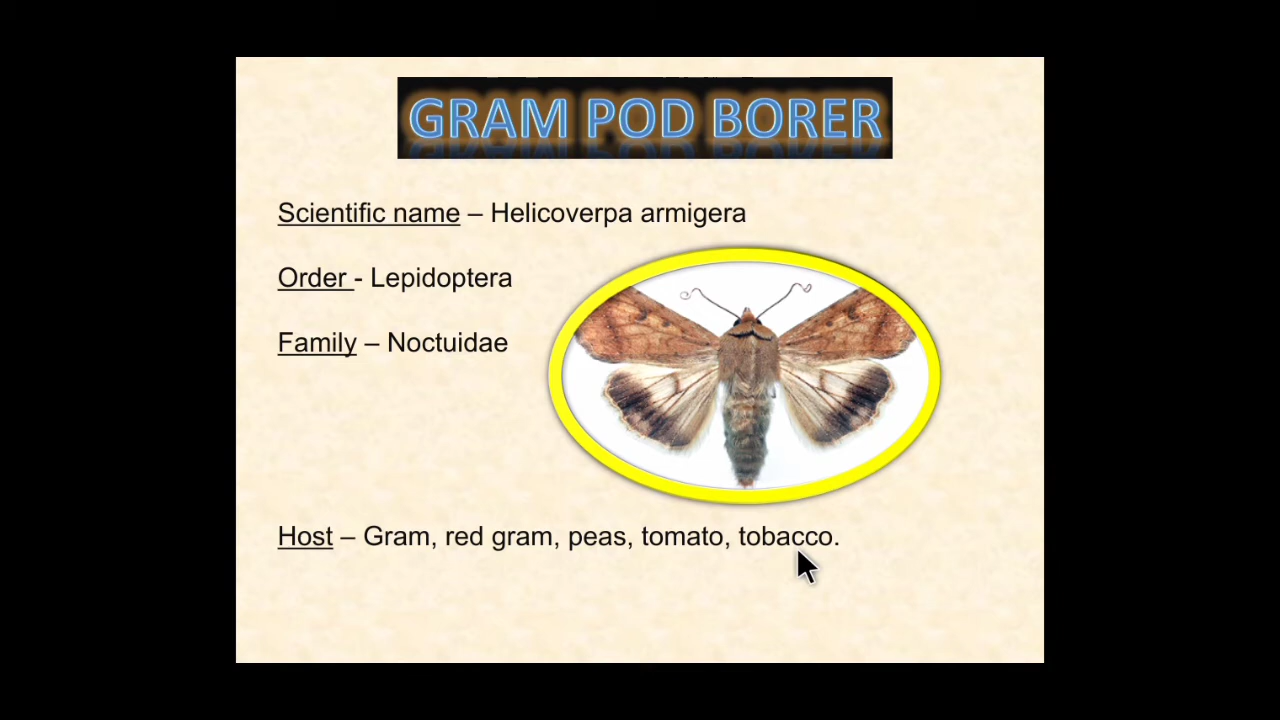 GRAM POD BORER
Scientific name – Helicoverpa armigera
Order - Lepidoptera
Family – Noctuidae
Host – Gram, red gram, peas, tomato, tobacco.